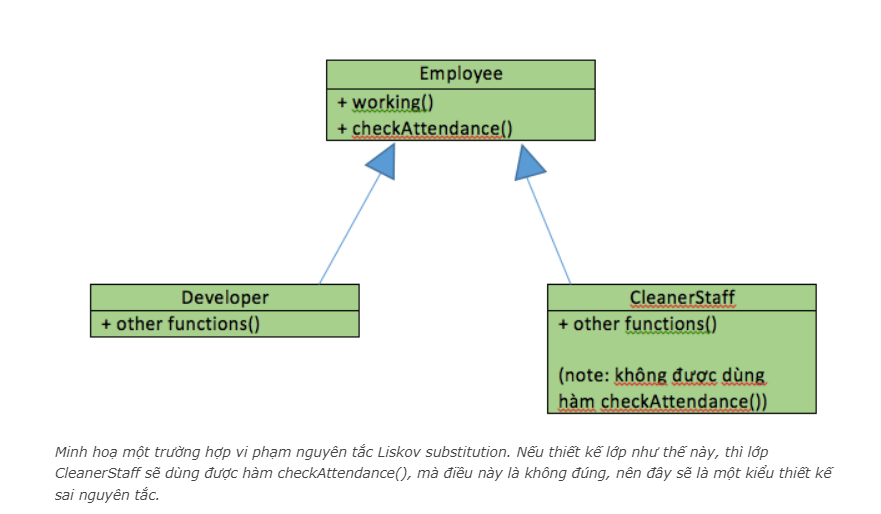 Employee
+ working()
+ checkAttendance()
Developer
+ other functions()
CleanerStaff
+ other functions()
(note: không được dùng
hàm checkAttendance())
Minh hoạ một trường hợp vi phạm nguyên tắc Liskov substitution. Nếu thiết kế lớp như thế này, thì lớp
CleanerStaff sẽ dùng được hàm checkAttendance(), mà điều này là không đúng, nên đây sẽ là một kiểu thiết kế
sai nguyên tắc.